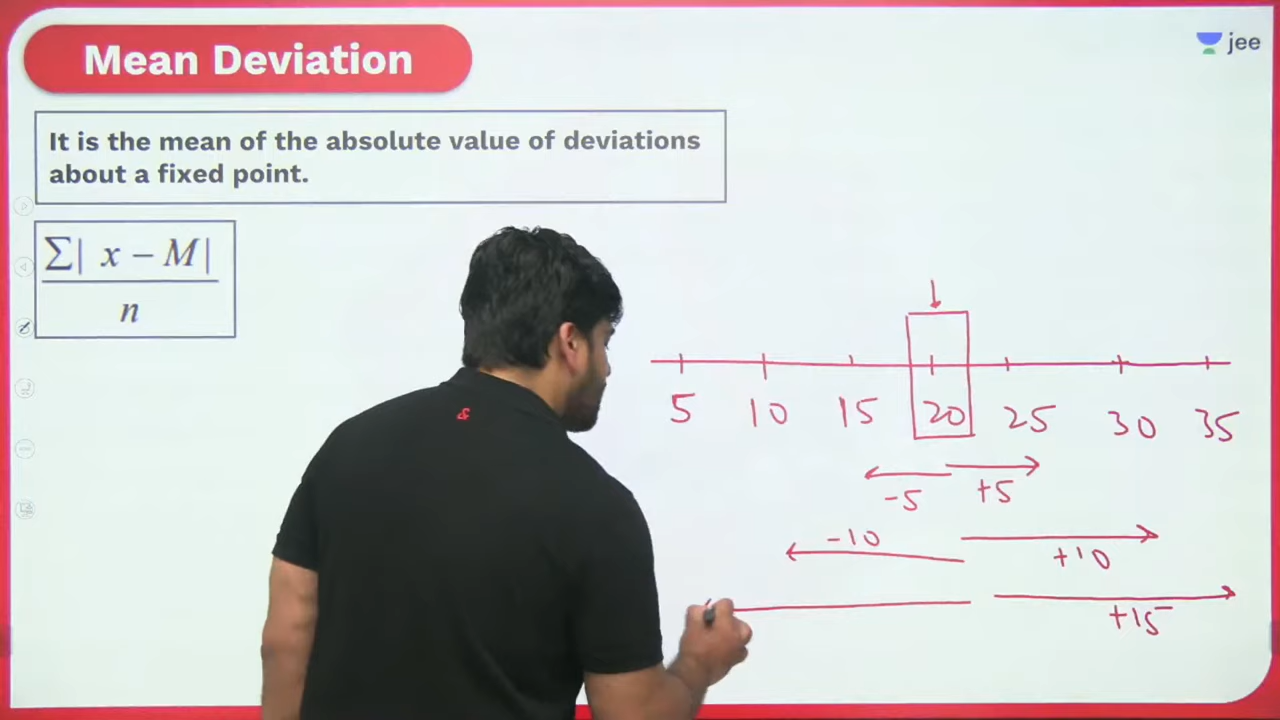 Mean Deviation
jee
It is the mean of the absolute value of deviations
about a fixed point.
Σ| x − M|
n
5 10 15 20 25 30 35
-5 +5
-10 +10
+15